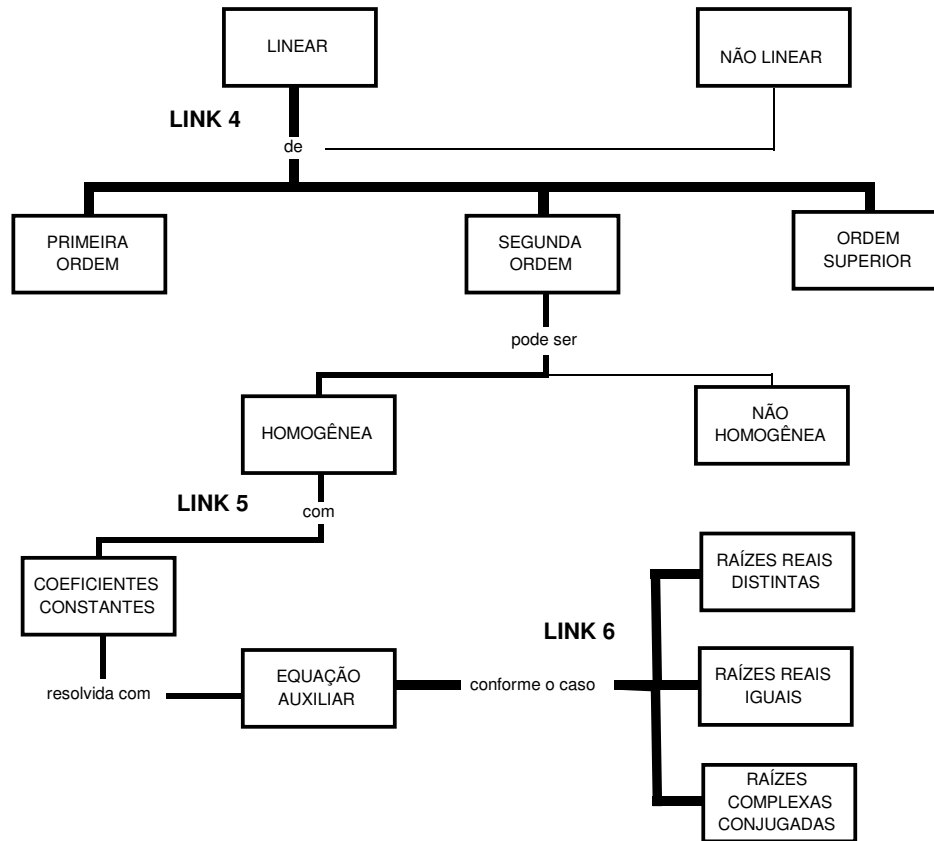 LINEAR
NÃO LINEAR
LINK 4
de
PRIMEIRA
ORDEM
SEGUNDA
ORDEM
ORDEM
SUPERIOR
pode ser
HOMOGÊNEA
NÃO
HOMOGÊNEA
LINK 5
com
COEFICIENTES
CONSTANTES
RAÍZES REAIS
DISTINTAS
LINK 6
resolvida com
EQUAÇÃO
AUXILIAR
conforme o caso
RAÍZES REAIS
IGUAIS
RAÍZES
COMPLEXAS
CONJUGADAS